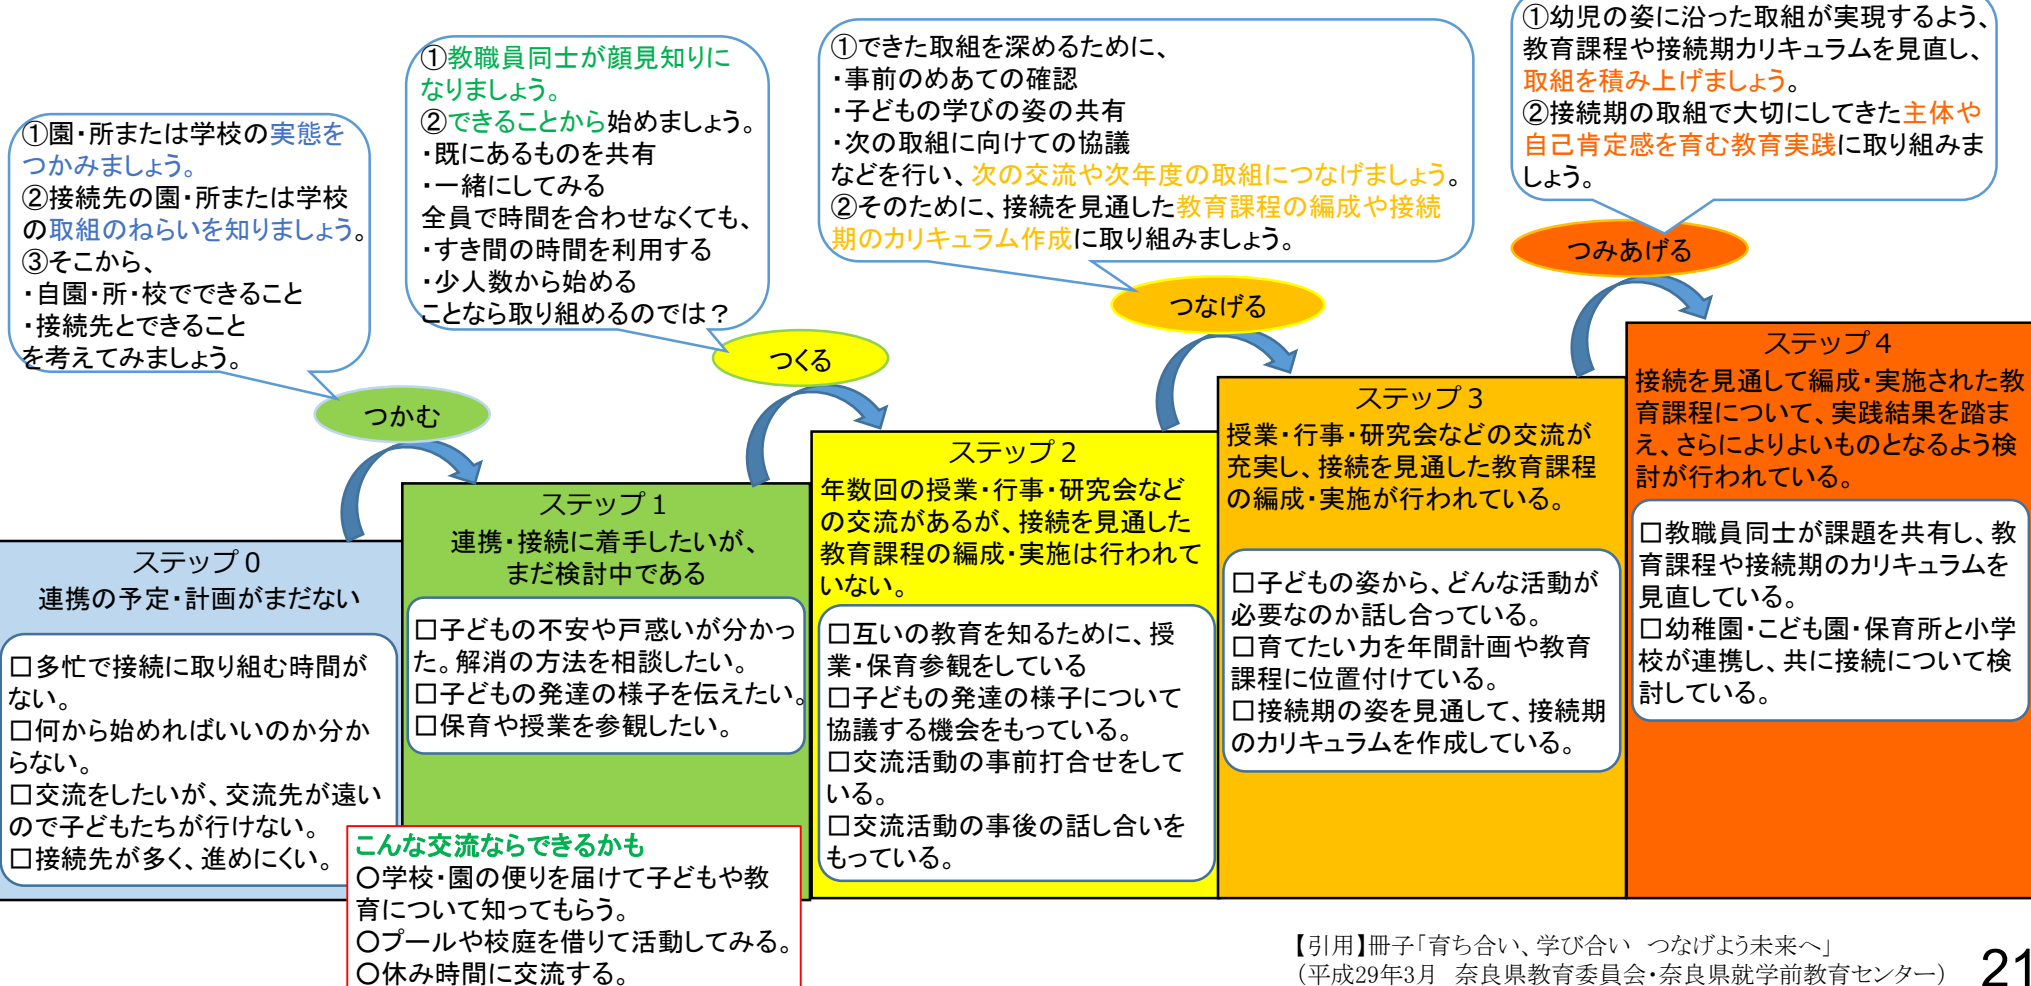 ①園・所または学校の実態を
つかみましょう。
②接続先の園・所または学校
の取組のねらいを知りましょう。
③そこから、
・自園・所・校でできること
・接続先とできること
を考えてみましょう。
つかむ
ステップ０
連携の予定・計画がまだない
□多忙で接続に取り組む時間が
ない。
□何から始めればいいのか分か
らない。
□交流をしたいが、交流先が遠い
ので子どもたちが行けない。
□接続先が多く、進めにくい。
①教職員同士が顔見知りに
なりましょう。
②できることから始めましょう。
・既にあるものを共有
・一緒にしてみる
全員で時間を合わせなくても、
・すき間の時間を利用する
・少人数から始める
ことなら取り組めるのでは？
つくる
ステップ１
連携・接続に着手したいが、
まだ検討中である
□子どもの不安や戸惑いが分かっ
た。解消の方法を相談したい。
□子どもの発達の様子を伝えたい。
□保育や授業を参観したい。
こんな交流ならできるかも
〇学校・園の便りを届けて子どもや教
育について知ってもらう。
〇プールや校庭を借りて活動してみる。
〇休み時間に交流する。
①できた取組を深めるために、
・事前のめあての確認
・子どもの学びの姿の共有
・次の取組に向けての協議
などを行い、次の交流や次年度の取組につなげましょう。
②そのために、接続を見通した教育課程の編成や接続
期のカリキュラム作成に取り組みましょう。
つなげる
ステップ２
年数回の授業・行事・研究会など
の交流があるが、接続を見通した
教育課程の編成・実施は行われて
いない。
□互いの教育を知るために、授
業・保育参観をしている
□子どもの発達の様子について
協議する機会をもっている。
□交流活動の事前打合せをして
いる。
□交流活動の事後の話し合いを
もっている。
ステップ３
授業・行事・研究会などの交流が
充実し、接続を見通した教育課程
の編成・実施が行われている。
□子どもの姿から、どんな活動が
必要なのか話し合っている。
□育てたい力を年間計画や教育
課程に位置付けている。
□接続期の姿を見通して、接続期
のカリキュラムを作成している。
①幼児の姿に沿った取組が実現するよう、
教育課程や接続期カリキュラムを見直し、
取組を積み上げましょう。
②接続期の取組で大切にしてきた主体や
自己肯定感を育む教育実践に取り組みま
しょう。
つみあげる
ステップ４
接続を見通して編成・実施された教
育課程について、実践結果を踏ま
え、さらによりよいものとなるよう検
討が行われている。
□教職員同士が課題を共有し、教
育課程や接続期のカリキュラムを
見直している。
□幼稚園・こども園・保育所と小学
校が連携し、共に接続について検
討している。
【引用】冊子「育ち合い、学び合い　つなげよう未来へ」
（平成29年3月　奈良県教育委員会・奈良県就学前教育センター）
21